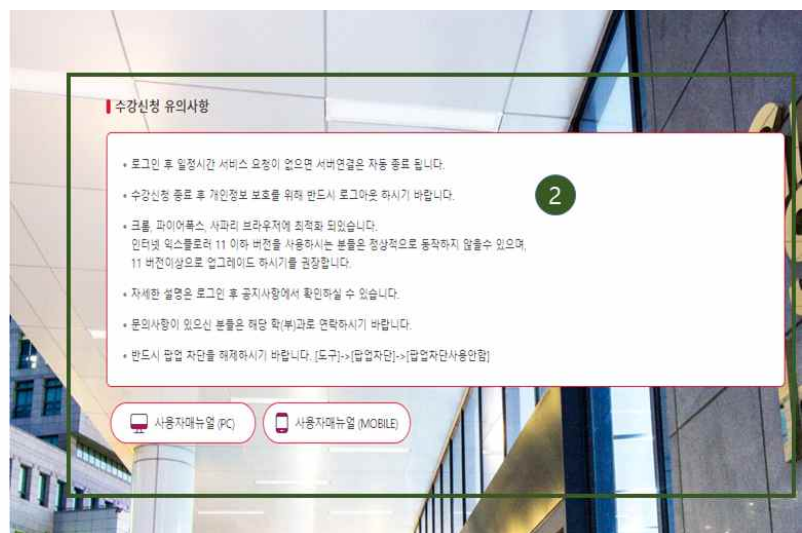 수강신청 유의사항
• 로그인 후 일정시간 서비스 요청이 없으면 서버연결은 자동 종료 됩니다.
• 수강신청 종료 후 개인정보 보호를 위해 반드시 로그아웃 하시기 바랍니다.
2
• 크롬, 파이어폭스, 사파리 브라우저에 최적화 되있습니다.
인터넷 익스플로러 11 이하 버전을 사용하시는 분들은 정상적으로 동작하지 않을수 있으며,
11 버전이상으로 업그레이드 하시기를 권장합니다.
• 자세한 설명은 로그인 후 공지사항에서 확인하실 수 있습니다.
• 문의사항이 있으신 분들은 해당 학(부)과로 연락하시기 바랍니다.
• 반드시 팝업 차단을 해제하시기 바랍니다. [도구]->[팝업차단]->[팝업차단사용안함]
사용자매뉴얼 (PC)
사용자매뉴얼 (MOBILE)